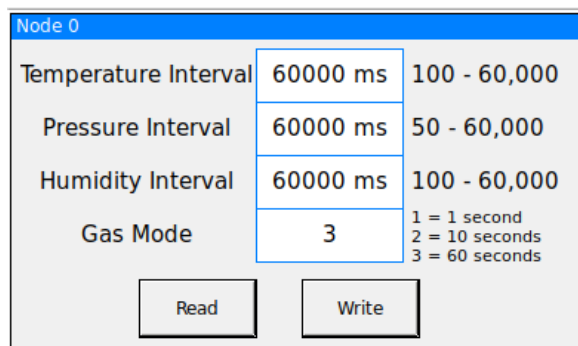 Node 0
Temperature Interval 60000 ms 100 - 60,000
Pressure Interval 60000 ms 50 - 60,000
Humidity Interval 60000 ms 100 - 60,000
Gas Mode 3
1 = 1 second
2 = 10 seconds
3 = 60 seconds
Read Write